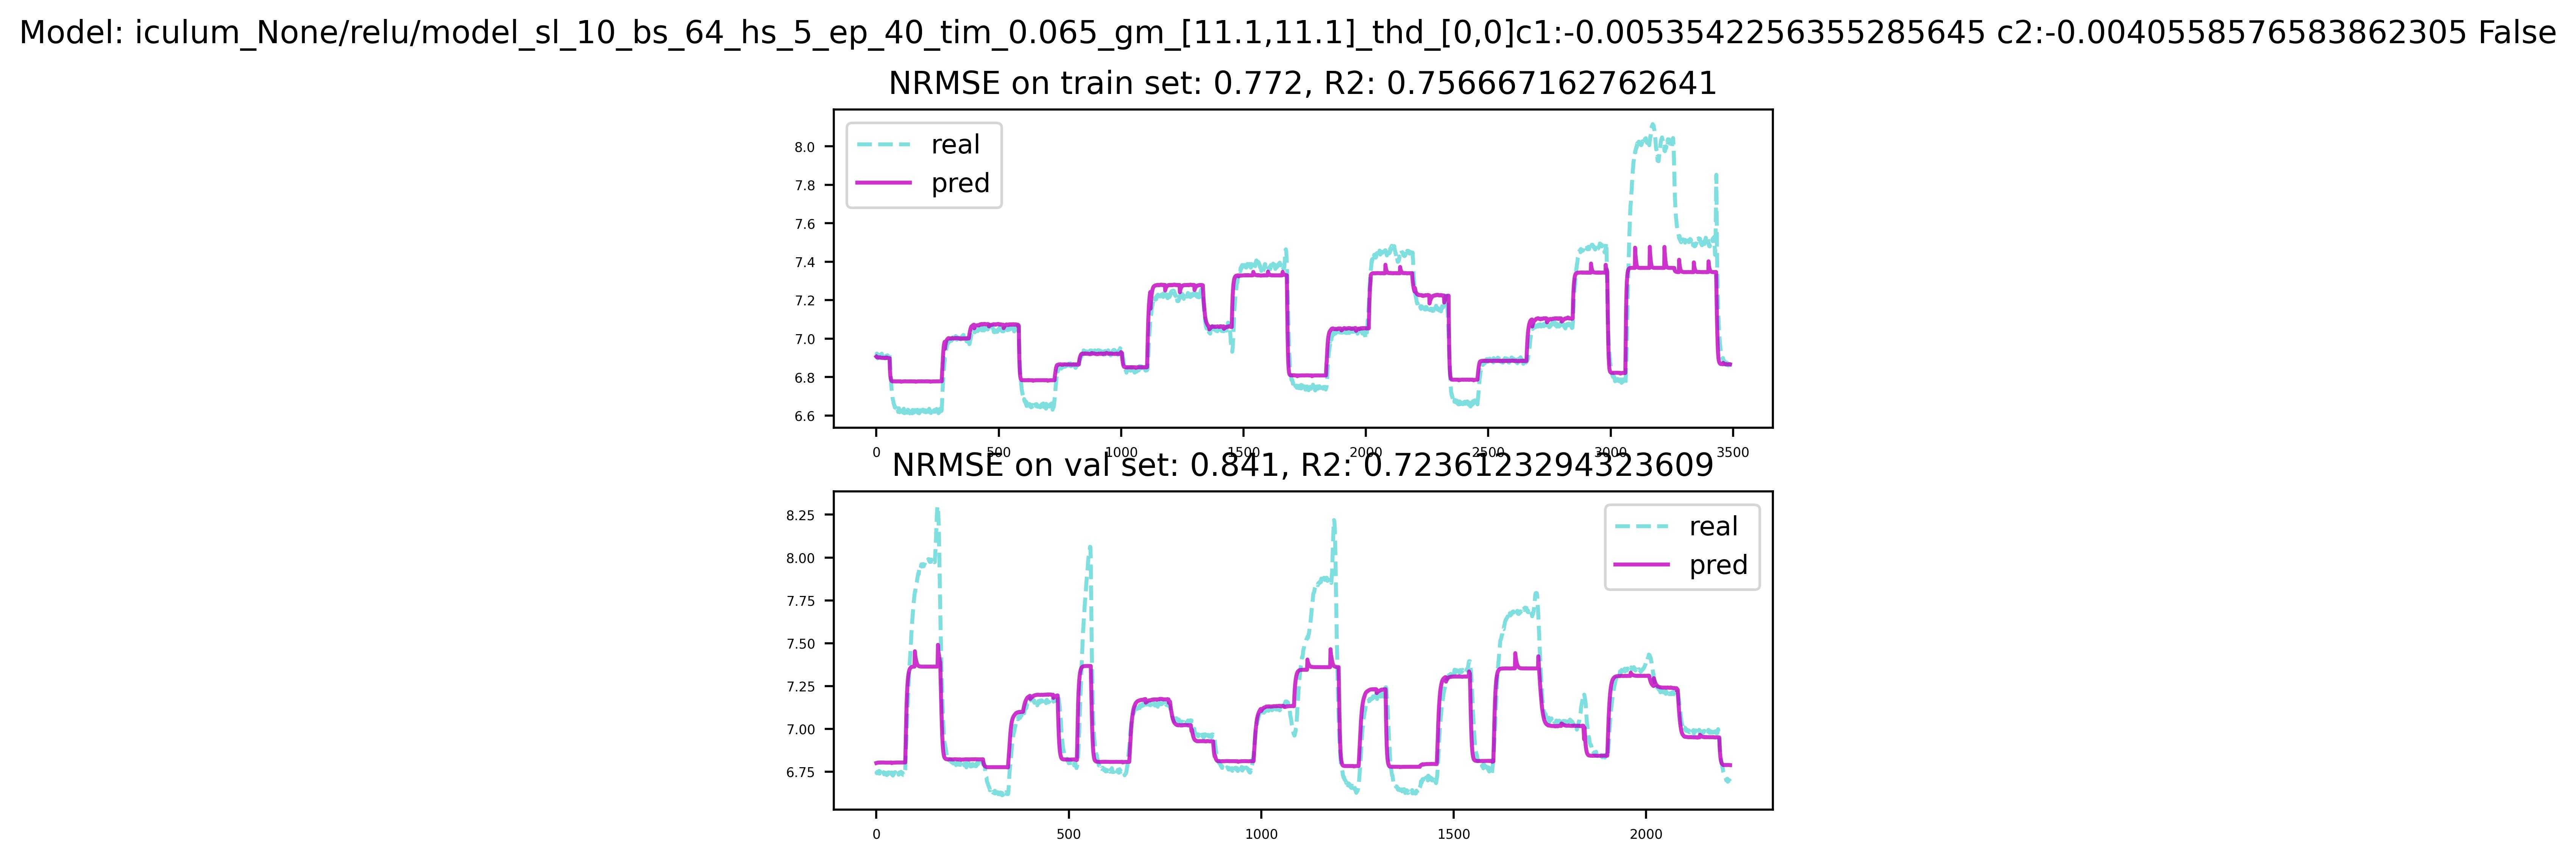 Model: iculum_None/relu/model_sl_10_bs_64_hs_5_ep_40_tim_0.065_gm_[11.1,11.1]_thd_[0,0]c1:-0.0053542256355285645 c2:-0.0040558576583862305 False
NRMSE on train set: 0.772, R2: 0.756667162762641
real
pred
8.0
7.8
7.6
7.4
7.2
7.0
6.8
6.6
0 500 1000 1500 2000 2500 3000 3500
NRMSE on val set: 0.841, R2: 0.7236123294323609
real
pred
8.25
8.00
7.75
7.50
7.25
7.00
6.75
0 500 1000 1500 2000